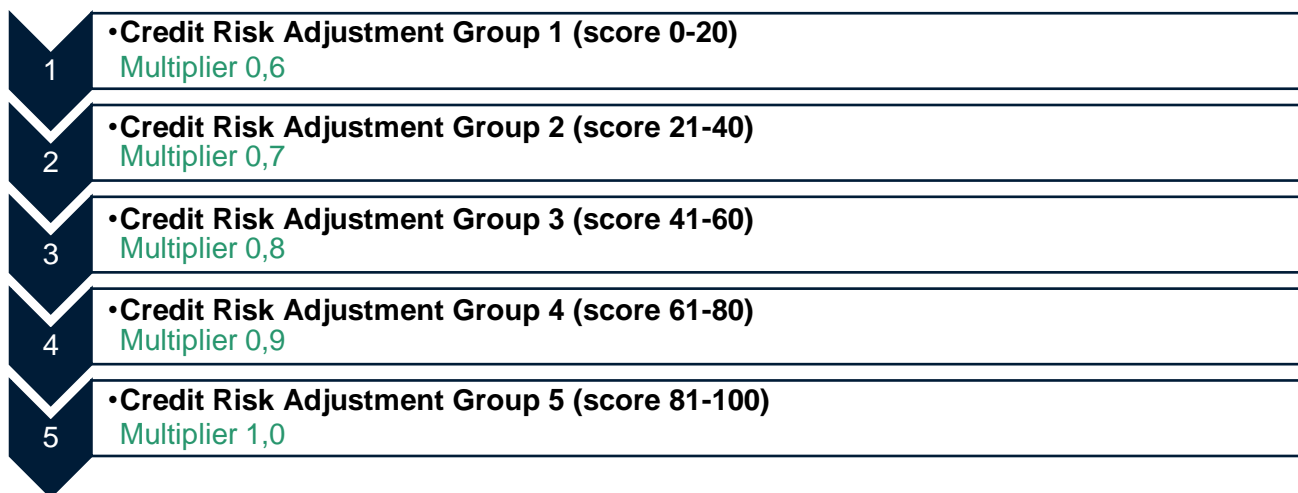 1
•Credit Risk Adjustment Group 1 (score 0-20)
Multiplier 0,6
2
•Credit Risk Adjustment Group 2 (score 21-40)
Multiplier 0,7
3
•Credit Risk Adjustment Group 3 (score 41-60)
Multiplier 0,8
4
•Credit Risk Adjustment Group 4 (score 61-80)
Multiplier 0,9
5
•Credit Risk Adjustment Group 5 (score 81-100)
Multiplier 1,0